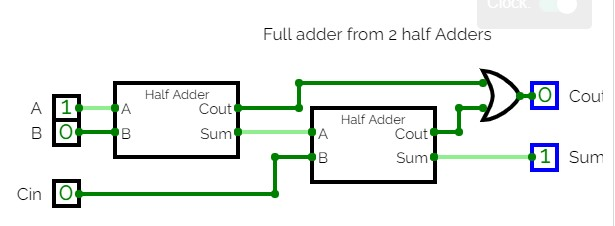 Clock:
Full adder from 2 half Adders
Half Adder
A 1 A Cout
B 0 B Sum
Half Adder
A Cout
B Sum
0 Cout
1 Sum
Cin 0